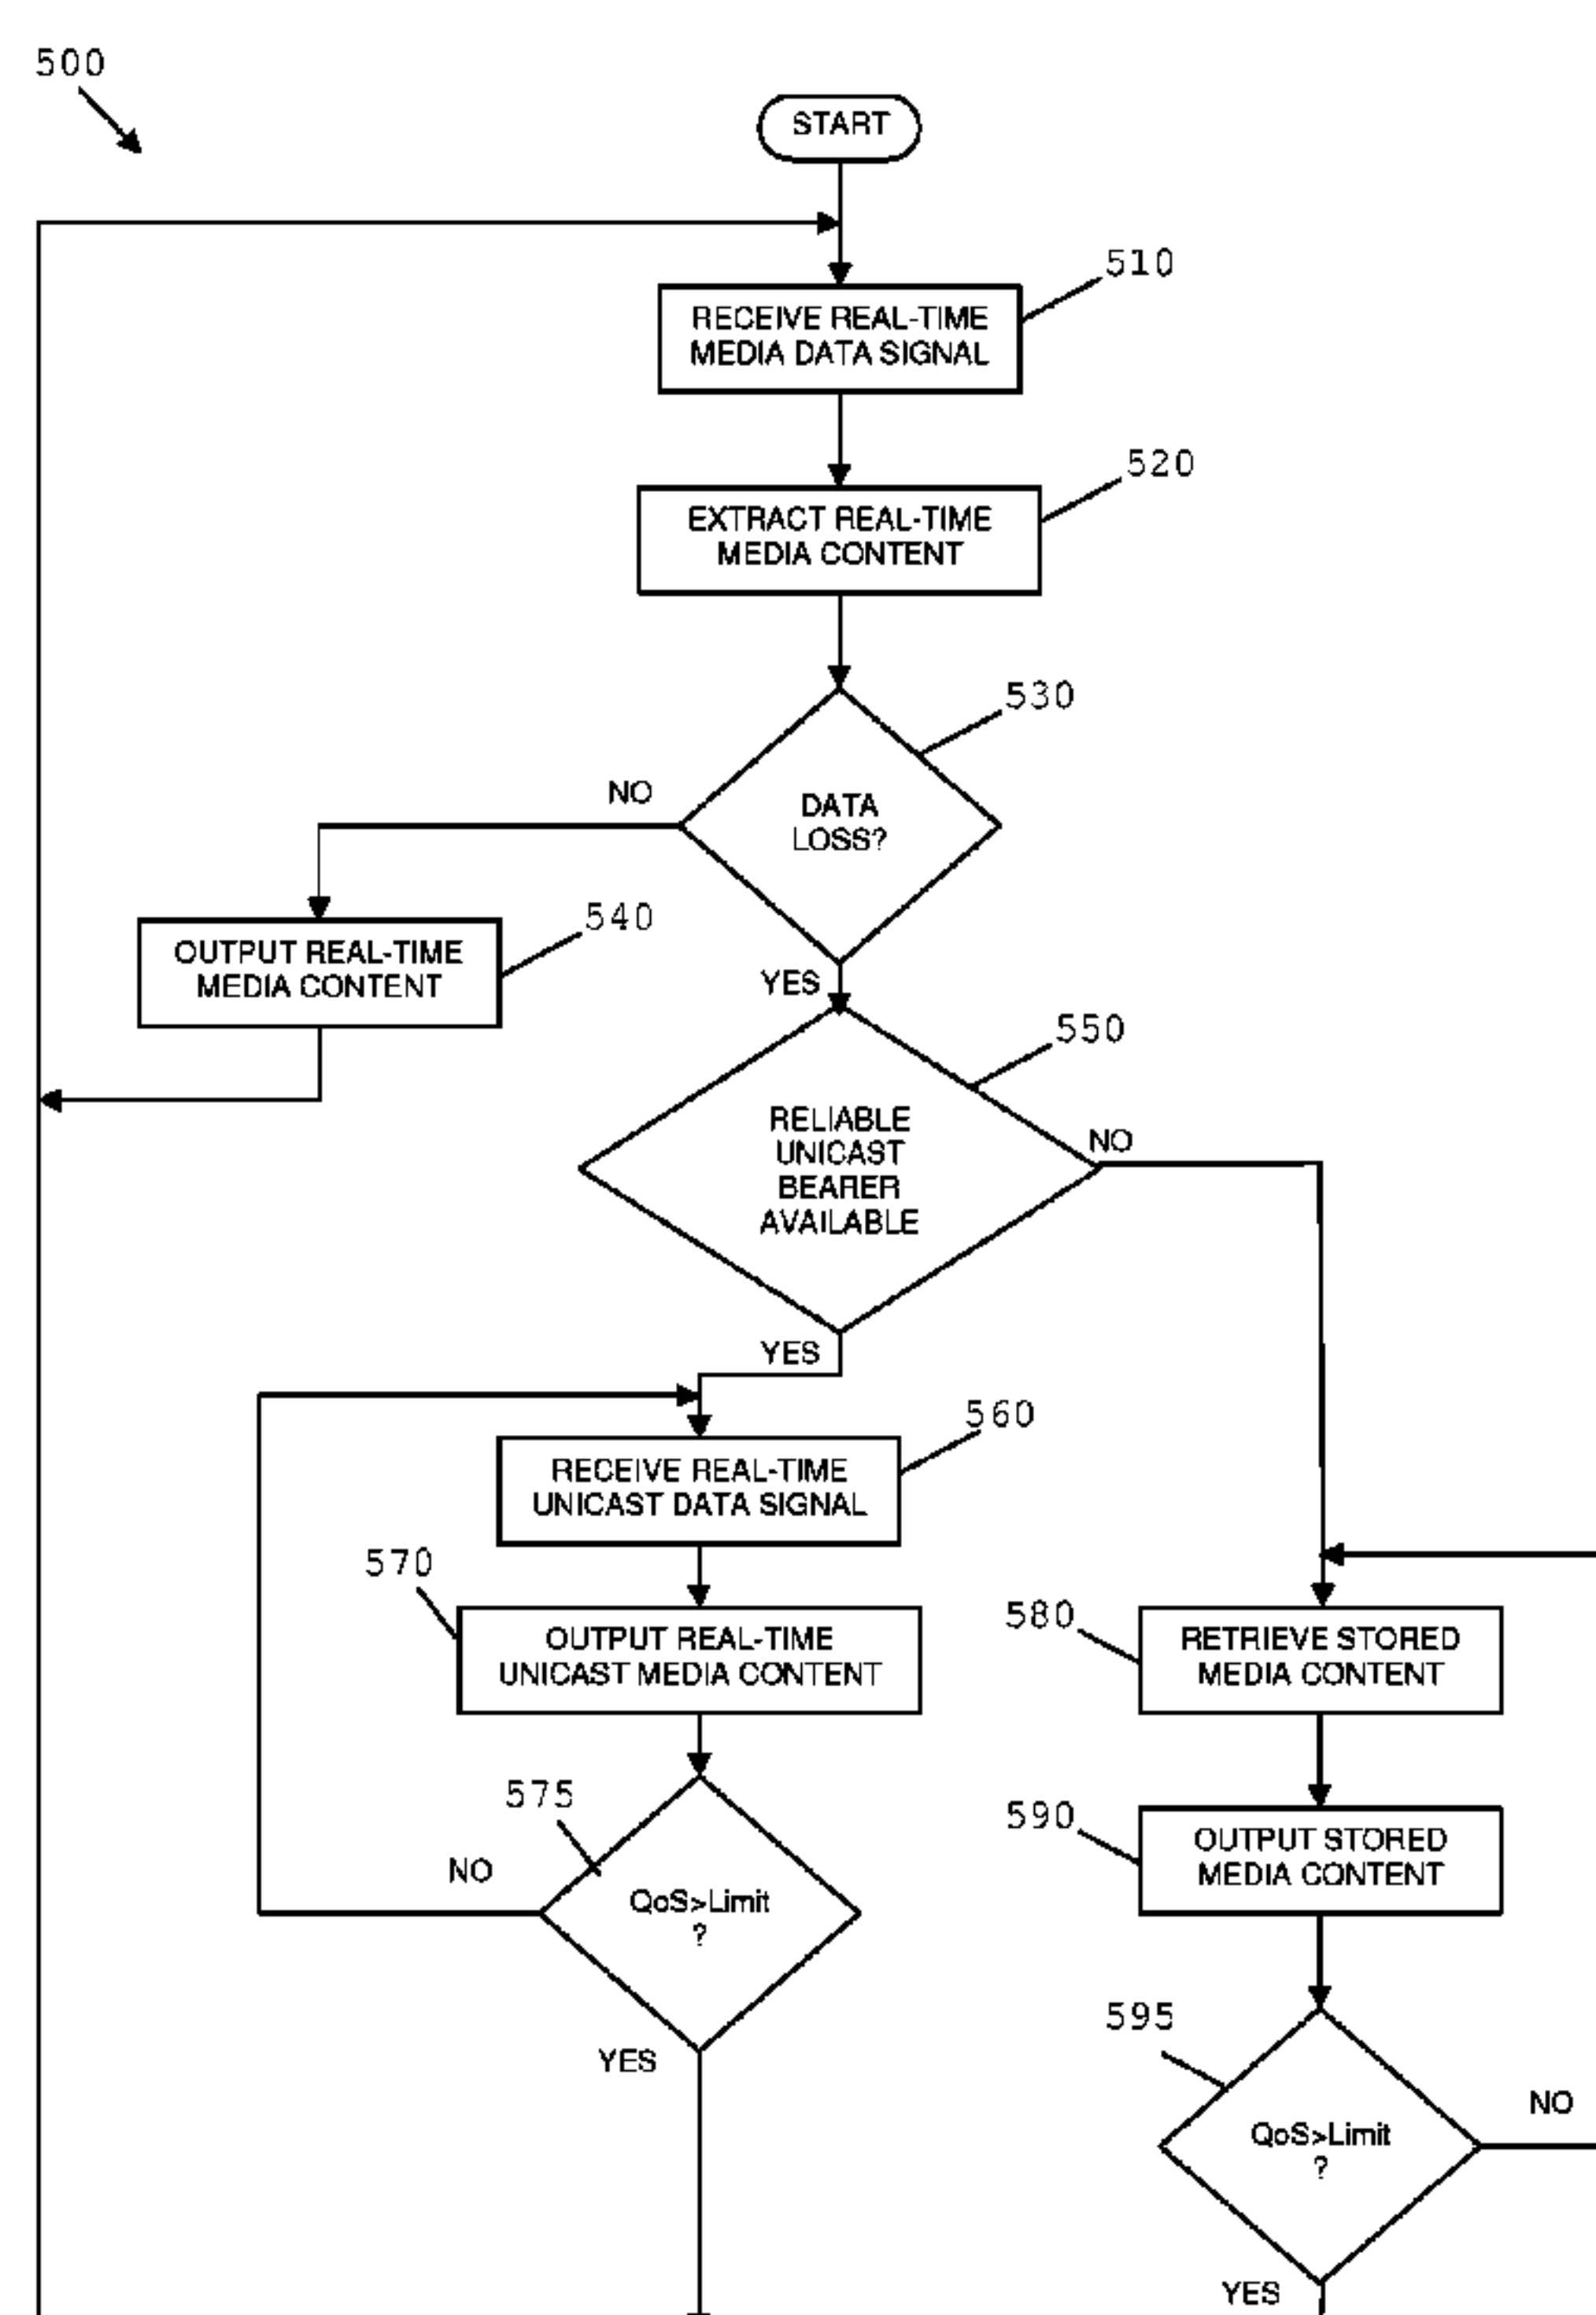 500
START
510
RECEIVE REAL-TIME
MEDIA DATA SIGNAL
520
EXTRACT REAL-TIME
MEDIA CONTENT
530
NO
DATA
LOSS?
540
OUTPUT REAL-TIME
MEDIA CONTENT
YES
550
RELIABLE
UNICAST
BEARER
AVAILABLE
NO
YES
560
RECEIVE REAL-TIME
UNICAST DATA SIGNAL
570
OUTPUT REAL-TIME
UNICAST MEDIA CONTENT
580
RETRIEVE STORED
MEDIA CONTENT
575
NO
QoS>Limit
?
YES
590
OUTPUT STORED
MEDIA CONTENT
595
QoS>Limit
?
NO
YES